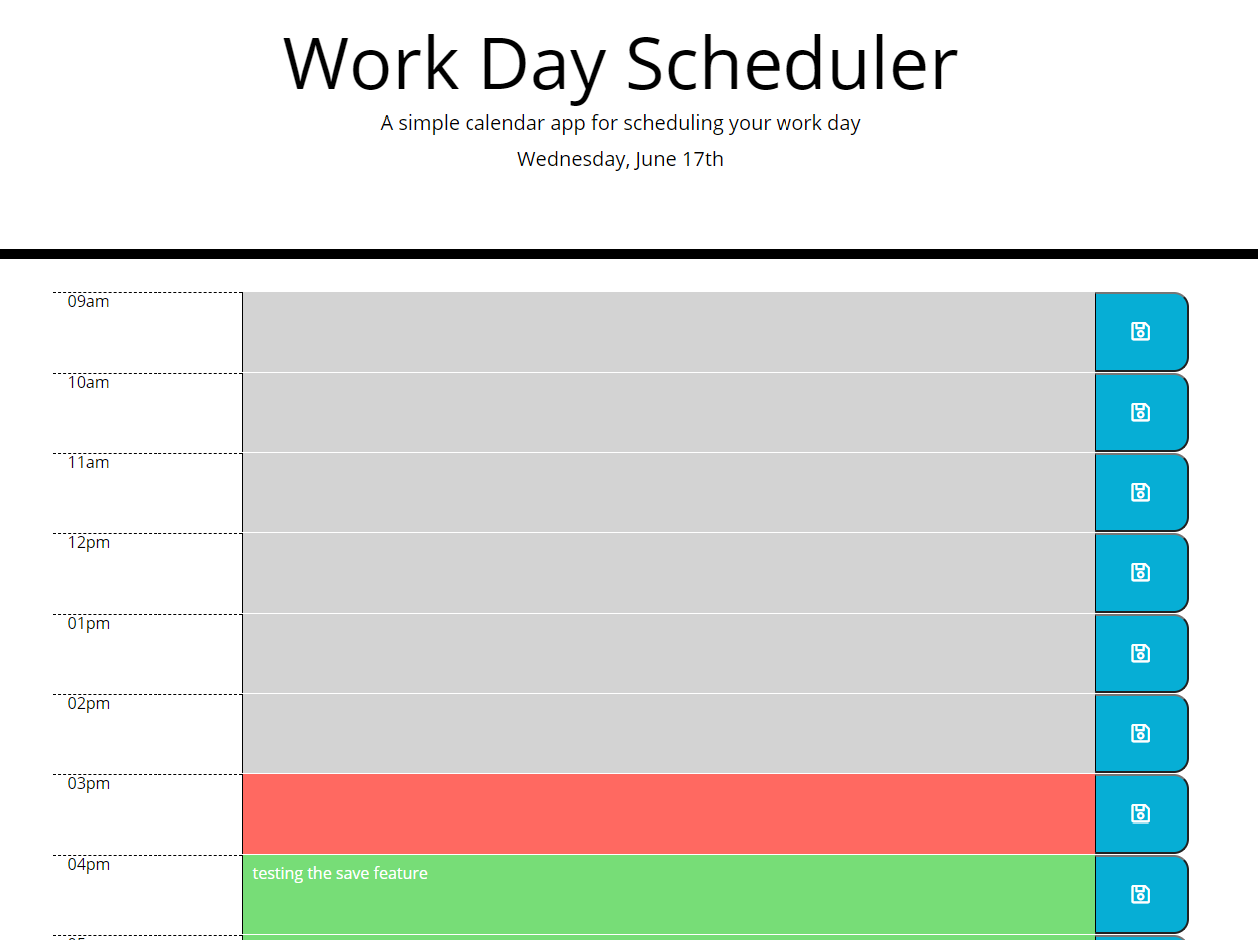 Work Day Scheduler
A simple calendar app for scheduling your work day
Wednesday, June 17th
09am
10am
11am
12pm
01pm
02pm
03pm
04pm
testing the save feature